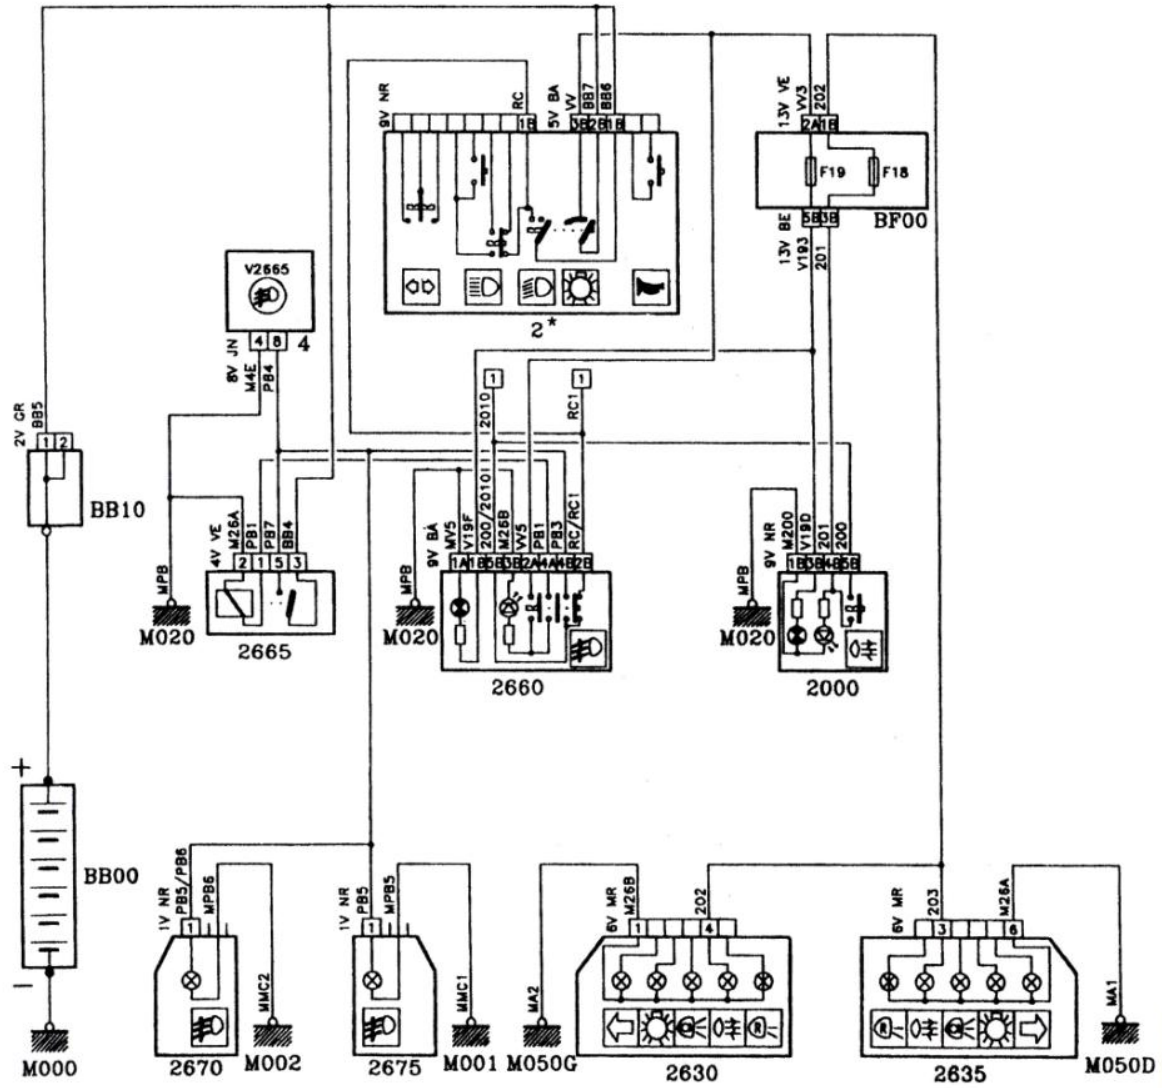 9V NR
RC
5V BA
VV
BB7
BB6
13V VE
VV3
202
1B
3B 2B 1B
2A 1B
F19
F18
BF00
5B 3B
13V BE
V193
201
2*
V2665
4 8
4
8V JN
M4E
PB4
1
2010
1
RC1
2V GR
BB5
1 2
BB10
4V VE
M26A
PB1
PB7
BB4
2 1 5 3
MPB
M020
2665
9V BA
MV5
V19F
200/2010
M26B
VV5
PB1
PB3
RC/RC1
1A 1B 5B 3B 2A 4A 4B 2B
MPB
M020
R
2660
9V NR
M200
V19D
201
200
1B 3B 4B 5B
MPB
M020
R
2000
+
BB00
–
M000
1V NR
PB5/PB6
MPB6
1
MMC2
2670
M002
1V NR
PB5
MPB5
1
MMC1
2675
M001
6V MR
M26B
202
1 4
MA2
M050G
R
2630
6V MR
203
M26A
3 6
MA1
R
2635
M050D